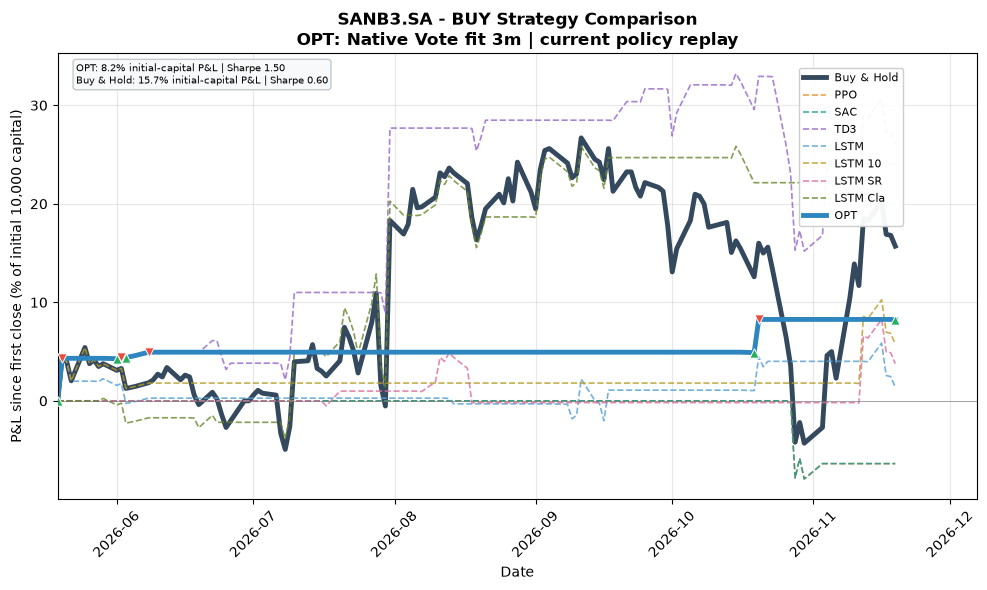 SANB3.SA - BUY Strategy Comparison
OPT: Native Vote fit 3m | current policy replay
OPT: 8.2% initial-capital P&L | Sharpe 1.50
Buy & Hold: 15.7% initial-capital P&L | Sharpe 0.60
Buy & Hold
PPO
SAC
TD3
LSTM
LSTM 10
LSTM SR
LSTM Cla
OPT
P&L since first close (% of initial 10,000 capital)
30
20
10
0
2026-06
2026-07
2026-08
2026-09
2026-10
2026-11
2026-12
Date